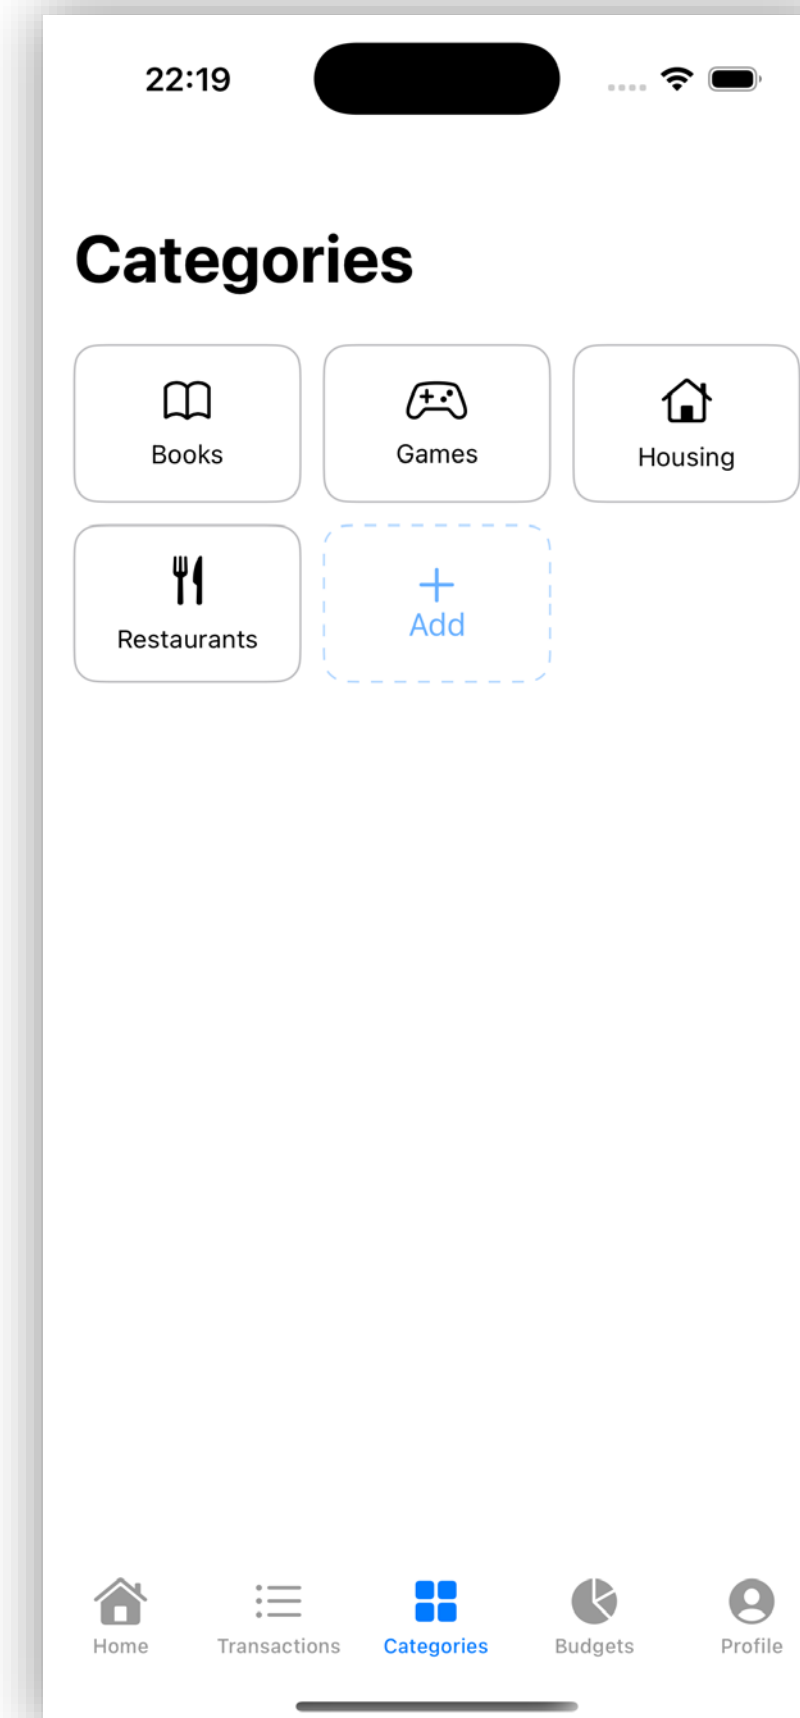 22:19
Categories
Books
Games
Housing
Restaurants
Add
Home
Transactions
Categories
Budgets
Profile